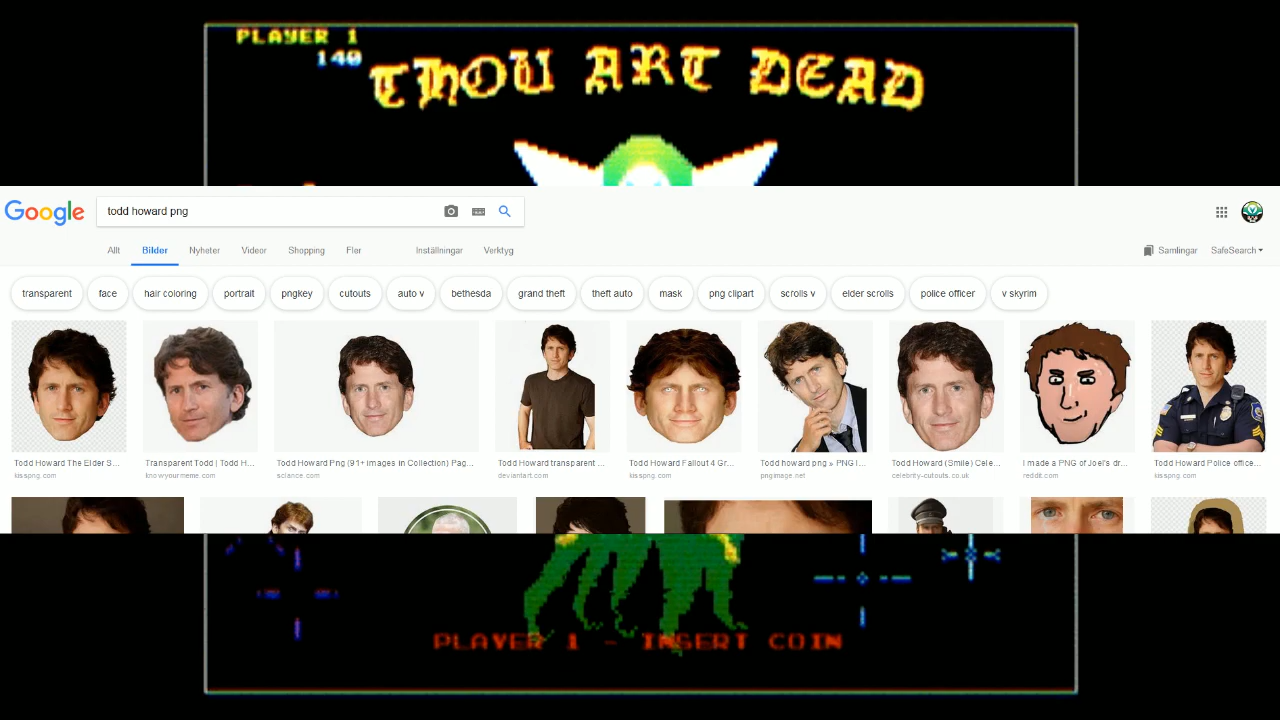 PLAYER 1
140
THOU ART DEAD
Google
todd howard png
Allt Bilder Nyheter Videor Shopping Fler Inställningar Verktyg Samlingar SafeSearch
transparent face hair coloring portrait pngkey cutouts auto v bethesda grand theft theft auto mask png clipart scrolls v elder scrolls police officer v skyrim
Todd Howard The Elder S... Transparent Todd | Todd H... Todd Howard Png (91+ images in Collection) Pag... Todd Howard transparent ... Todd Howard Fallout 4 Gr... Todd howard png » PNG I... Todd Howard (Smile) Cele... I made a PNG of Joel's dr... Todd Howard Police office...
kisspng.com knowyourmeme.com sclance.com deviantart.com kisspng.com pngimage.net celebrity-cutouts.co.uk reddit.com kisspng.com
PLAYER 1 - INSERT COIN